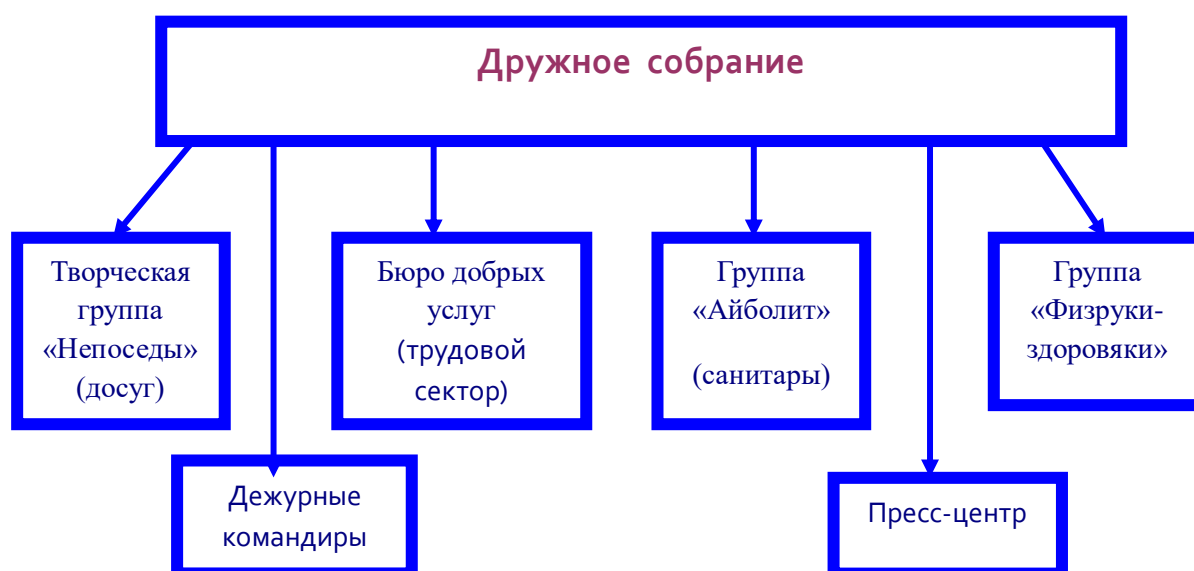 Дружное собрание
Творческая
группа
«Непоседы»
(досуг)
Бюро добрых
услуг
(трудовой
сектор)
Группа
«Айболит»
(санитары)
Группа
«Физруки-
здоровяки»
Дежурные
командиры
Пресс-центр